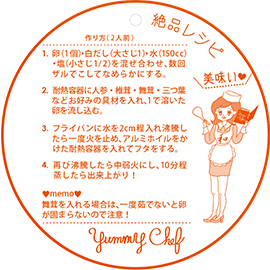 絶品レシピ
美味い♥
作り方(2人前)
1. 卵(1個)・白だし(大さじ1)・水(150cc)
・塩(小さじ1/2)を混ぜ合わせ、数回
ザルでこしてなめらかにする。
2. 耐熱容器に人参・椎茸・舞茸・三つ葉
などお好みの具材を入れ、1で溶いた
卵を流し込む。
3. フライパンに水を2cm程入れ沸騰し
たら一度火を止め、アルミホイルをか
けた耐熱容器を入れてフタをする。
4. 再び沸騰したら中弱火にし、10分程
蒸したら出来上がり!
♥memo♥
舞茸を入れる場合は、一度茹でないと卵
が固まらないので注意!
Yummy Chef